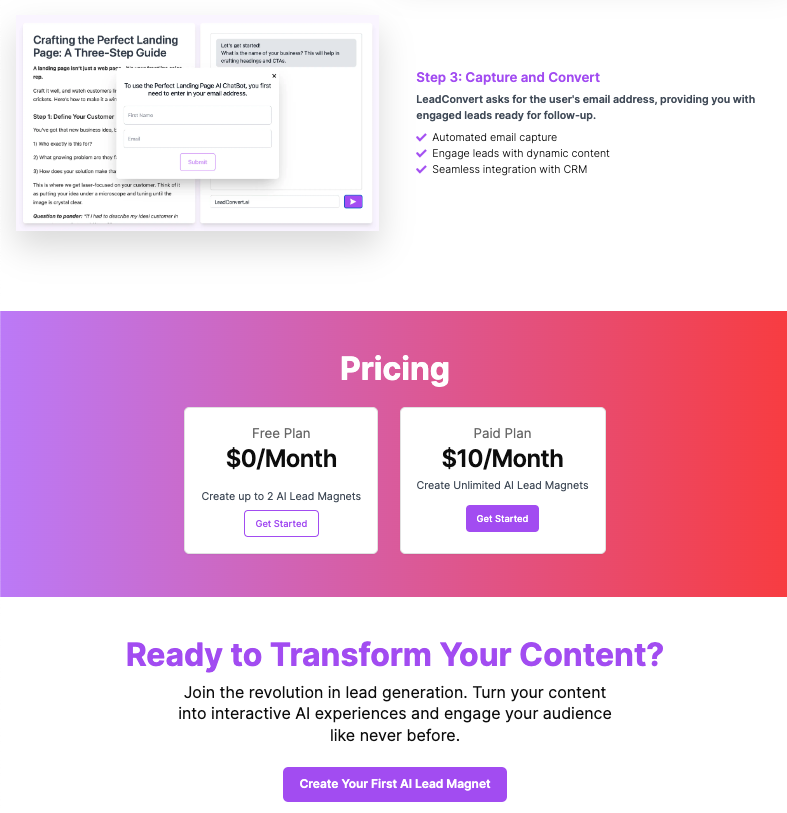 Crafting the Perfect Landing
Page: A Three-Step Guide
A landing page isn't just a web page
rep.
Craft it well, and watch customers
crickets. Here's how to make it a win
Step 1: Define Your Customer
You've got that new business idea, b
1) Who exactly is this for?
2) What gnawing problem are they f
3) How does your solution make tha
This is where we get laser-focused on your customer. Think of it
as putting your idea under a microscope and tuning until the
image is crystal clear.
Question to ponder: "If I had to describe my ideal customer in
Let's get started!
What is the name of your business? This will help in
crafting headings and CTAs.
×
To use the Perfect Landing Page AI ChatBot, you first
need to enter in your email address.
First Name
Email
Submit
LeadConvert.ai
Step 3: Capture and Convert
LeadConvert asks for the user's email address, providing you with
engaged leads ready for follow-up.
Automated email capture
Engage leads with dynamic content
Seamless integration with CRM
Pricing
Free Plan
$0/Month
Create up to 2 AI Lead Magnets
Get Started
Paid Plan
$10/Month
Create Unlimited AI Lead Magnets
Get Started
Ready to Transform Your Content?
Join the revolution in lead generation. Turn your content
into interactive AI experiences and engage your audience
like never before.
Create Your First AI Lead Magnet